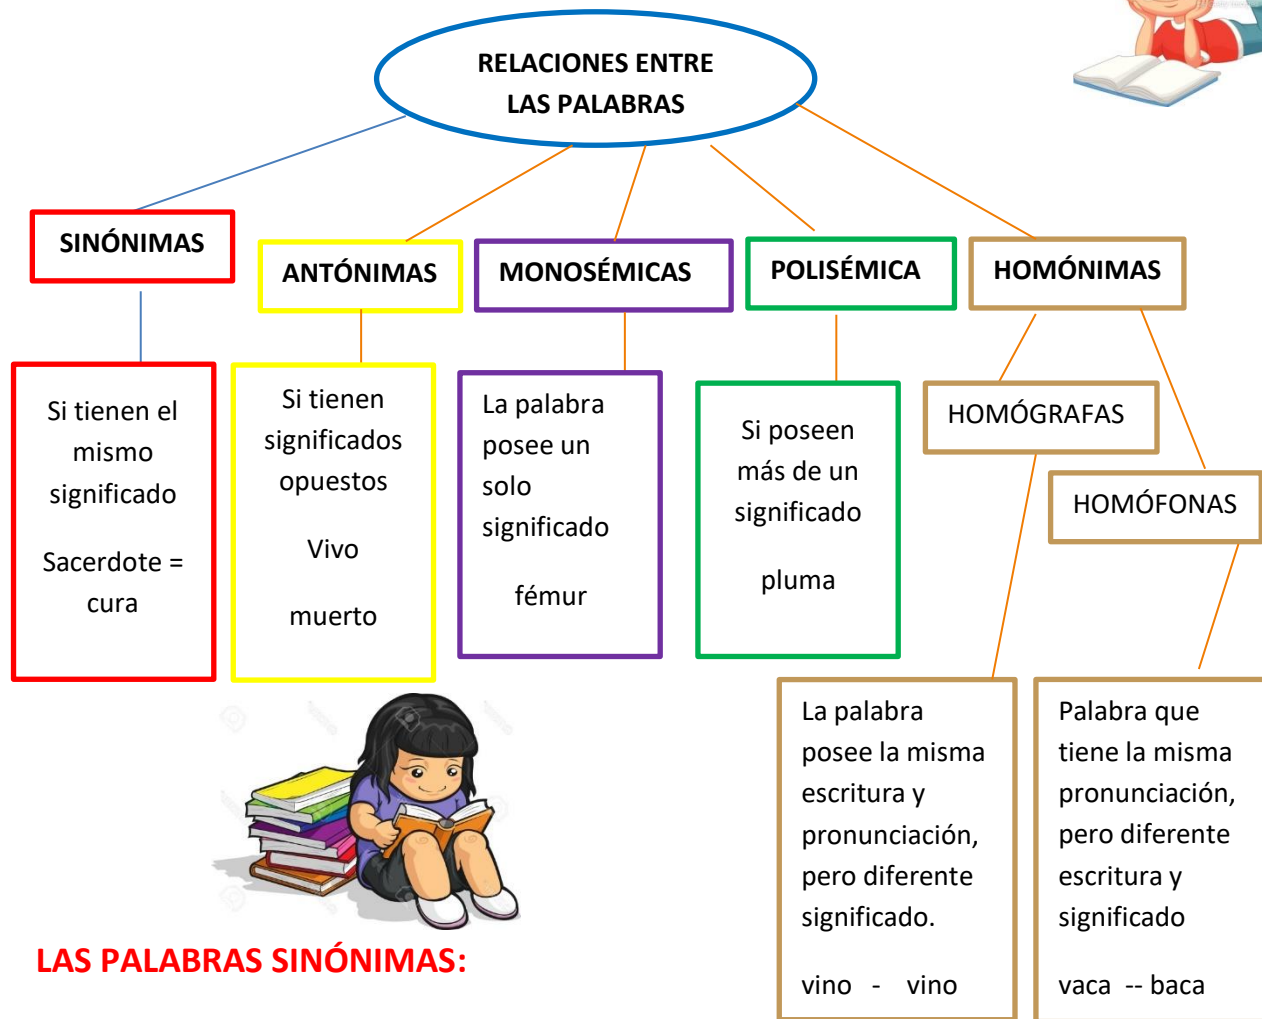 RELACIONES ENTRE
LAS PALABRAS
SINÓNIMAS
ANTÓNIMAS
MONOSÉMICAS
POLISÉMICA
HOMÓNIMAS
Si tienen el
mismo
significado
Sacerdote =
cura
Si tienen
significados
opuestos
Vivo
muerto
La palabra
posee un
solo
significado
fémur
Si poseen
más de un
significado
pluma
HOMÓGRAFAS
HOMÓFONAS
La palabra
posee la misma
escritura y
pronunciación,
pero diferente
significado.
vino - vino
Palabra que
tiene la misma
pronunciación,
pero diferente
escritura y
significado
vaca -- baca
LAS PALABRAS SINÓNIMAS: